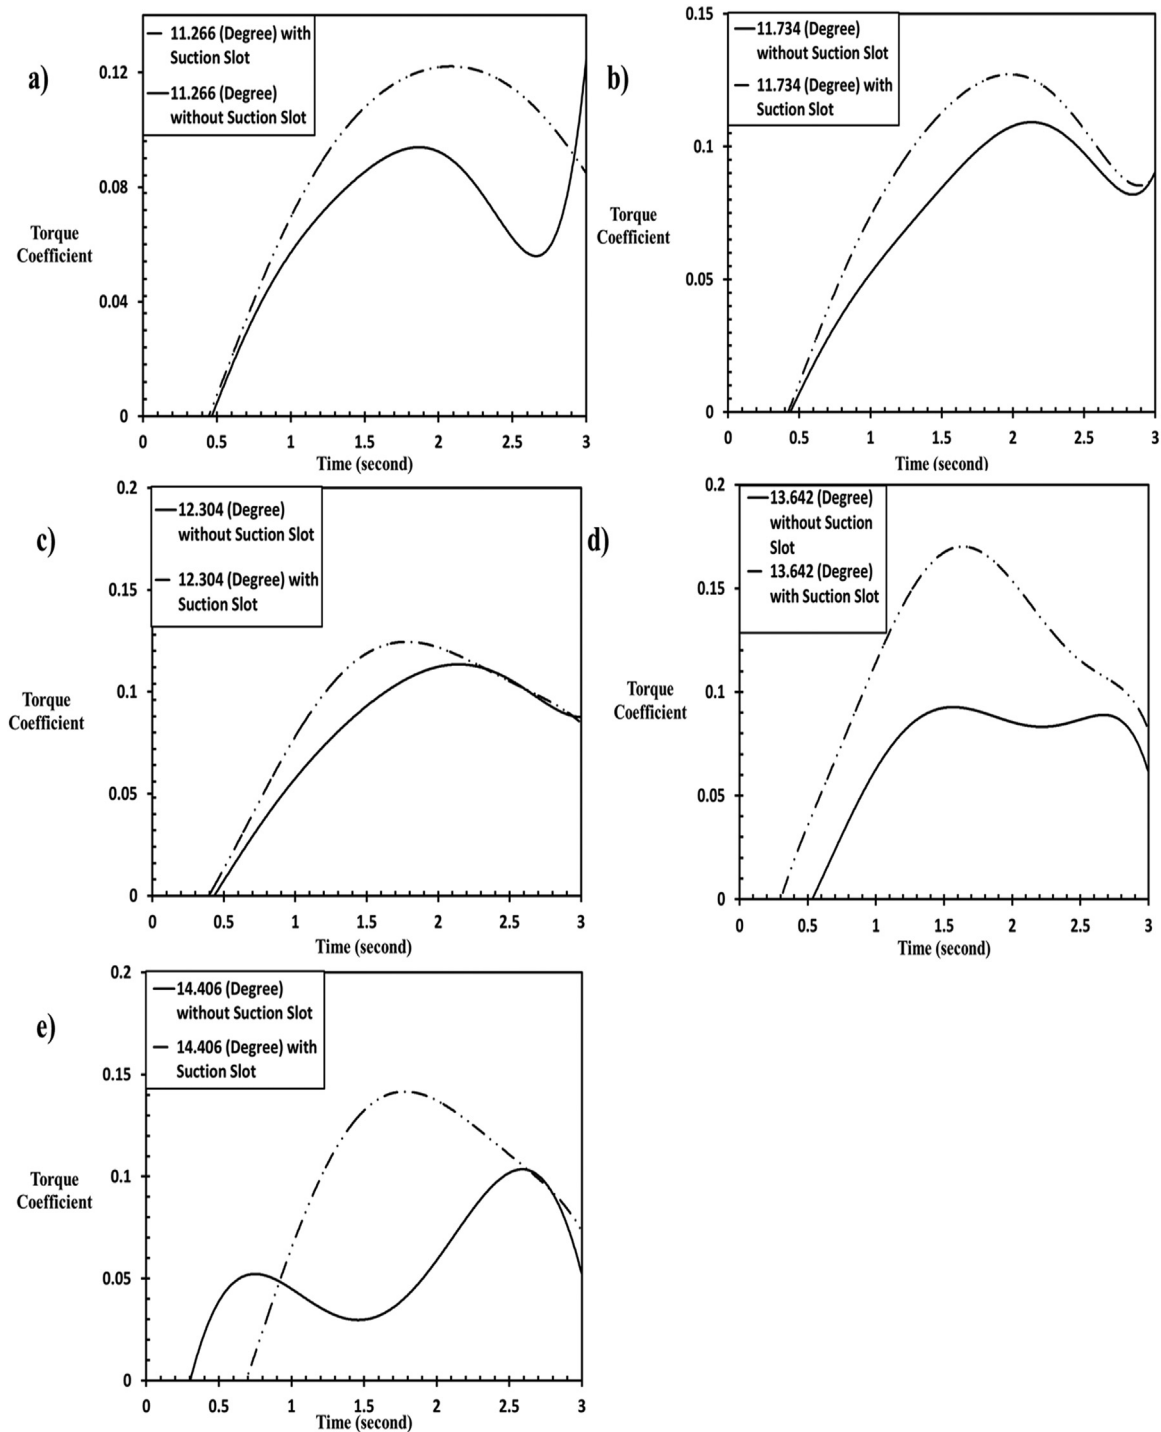 a)
11.266 (Degree) with
Suction Slot
11.266 (Degree)
without Suction Slot
0.12
0.08
0.04
0
Torque
Coefficient
0 0.5 1 1.5 2 2.5 3
Time (second)
b)
11.734 (Degree)
without Suction Slot
11.734 (Degree) with
Suction Slot
0.15
0.1
0.05
0
Torque
Coefficient
0 0.5 1 1.5 2 2.5 3
Time (second)
c)
12.304 (Degree)
without Suction Slot
12.304 (Degree) with
Suction Slot
0.2
0.15
0.1
0.05
0
Torque
Coefficient
0 0.5 1 1.5 2 2.5 3
Time (second)
d)
13.642 (Degree)
without Suction
Slot
13.642 (Degree)
with Suction Slot
0.2
0.15
0.1
0.05
0
Torque
Coefficient
0 0.5 1 1.5 2 2.5 3
Time (second)
e)
14.406 (Degree)
without Suction Slot
14.406 (Degree) with
Suction Slot
0.2
0.15
0.1
0.05
0
Torque
Coefficient
0 0.5 1 1.5 2 2.5 3
Time (second)